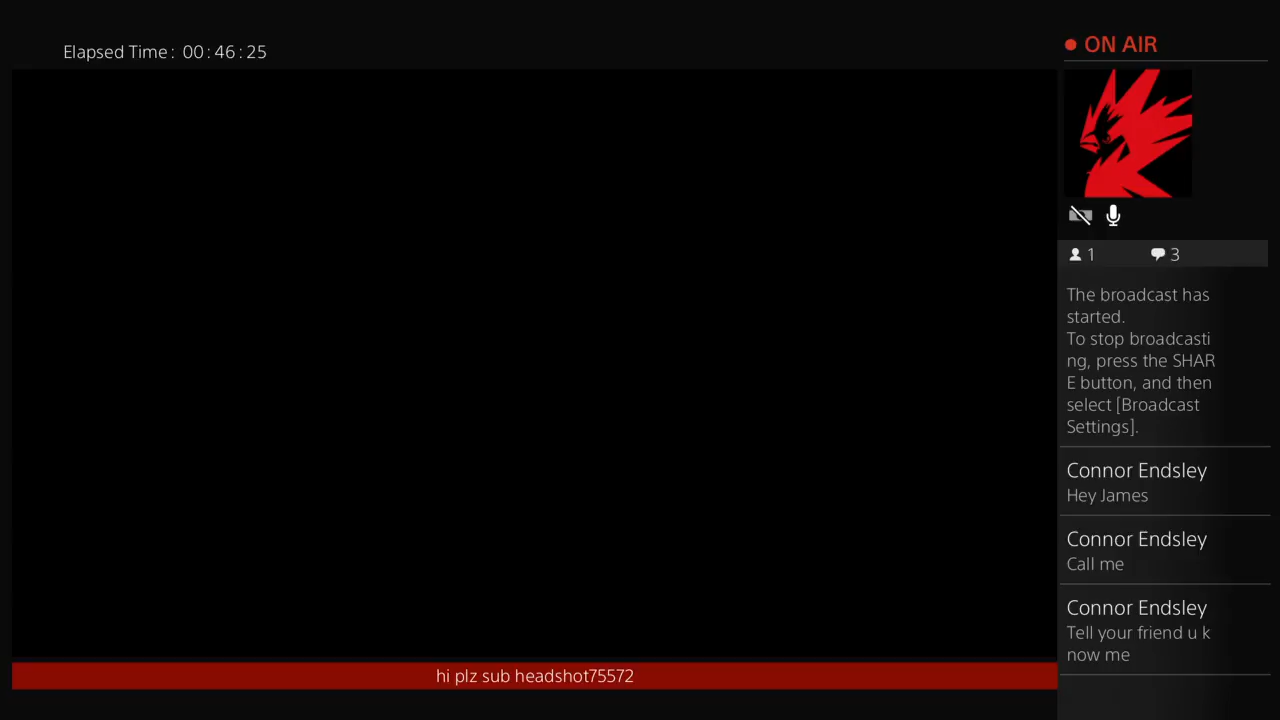 Elapsed Time: 00:46:25
ON AIR
1 3
The broadcast has
started.
To stop broadcasti
ng, press the SHAR
E button, and then
select [Broadcast
Settings].
Connor Endsley
Hey James
Connor Endsley
Call me
Connor Endsley
Tell your friend u k
now me
hi plz sub headshot75572